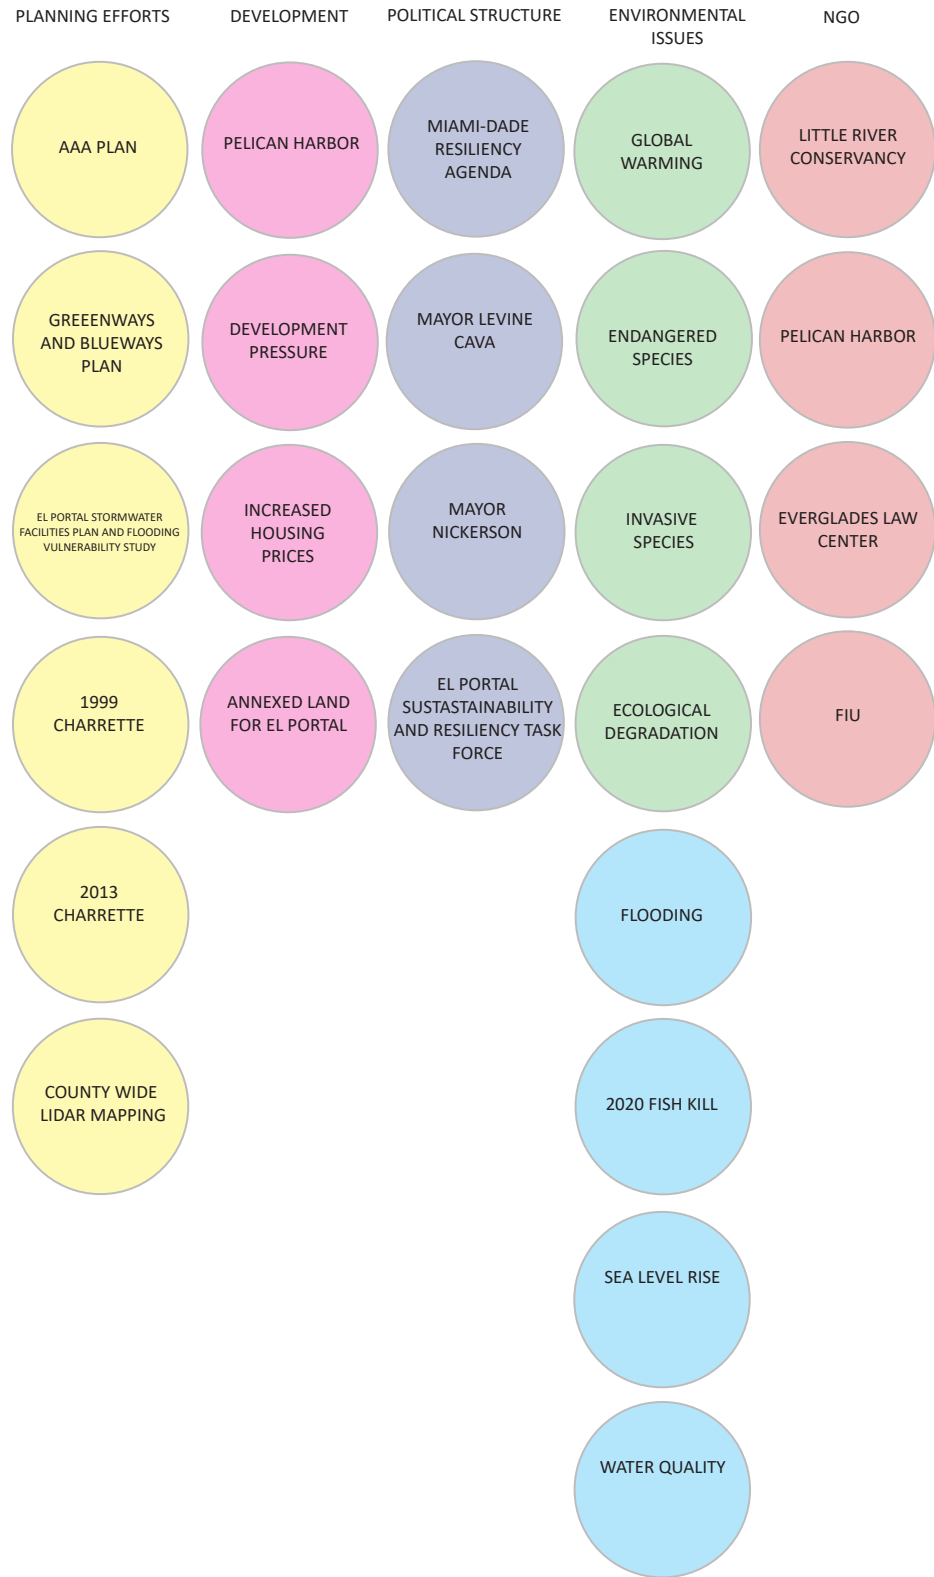 PLANNING EFFORTS
DEVELOPMENT
POLITICAL STRUCTURE
ENVIRONMENTAL
ISSUES
NGO
AAA PLAN
GREEENWAYS
AND BLUEWAYS
PLAN
EL PORTAL STORMWATER
FACILITIES PLAN AND FLOODING
VULNERABILITY STUDY
1999
CHARRETTE
2013
CHARRETTE
COUNTY WIDE
LIDAR MAPPING
PELICAN HARBOR
DEVELOPMENT
PRESSURE
INCREASED
HOUSING
PRICES
ANNEXED LAND
FOR EL PORTAL
MIAMI-DADE
RESILIENCY
AGENDA
MAYOR LEVINE
CAVA
MAYOR
NICKERSON
EL PORTAL
SUSTASTAINABILITY
AND RESILIENCY TASK
FORCE
GLOBAL
WARMING
ENDANGERED
SPECIES
INVASIVE
SPECIES
ECOLOGICAL
DEGRADATION
FLOODING
2020 FISH KILL
SEA LEVEL RISE
WATER QUALITY
LITTLE RIVER
CONSERVANCY
PELICAN HARBOR
EVERGLADES LAW
CENTER
FIU